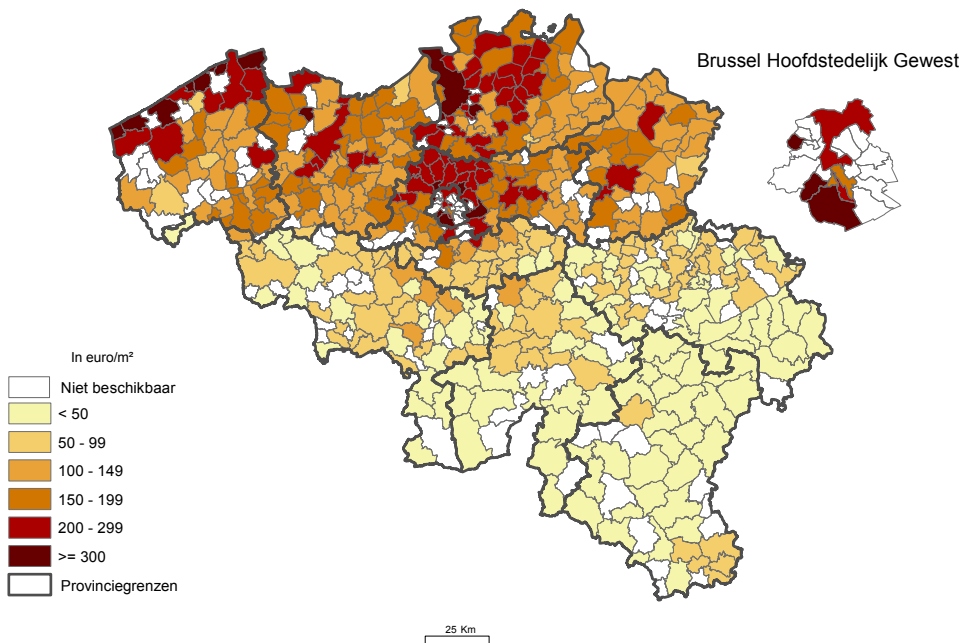 Brussel Hoofdstedelijk Gewest
In euro/m²
Niet beschikbaar
< 50
50 - 99
100 - 149
150 - 199
200 - 299
>= 300
Provinciegrenzen
25 Km